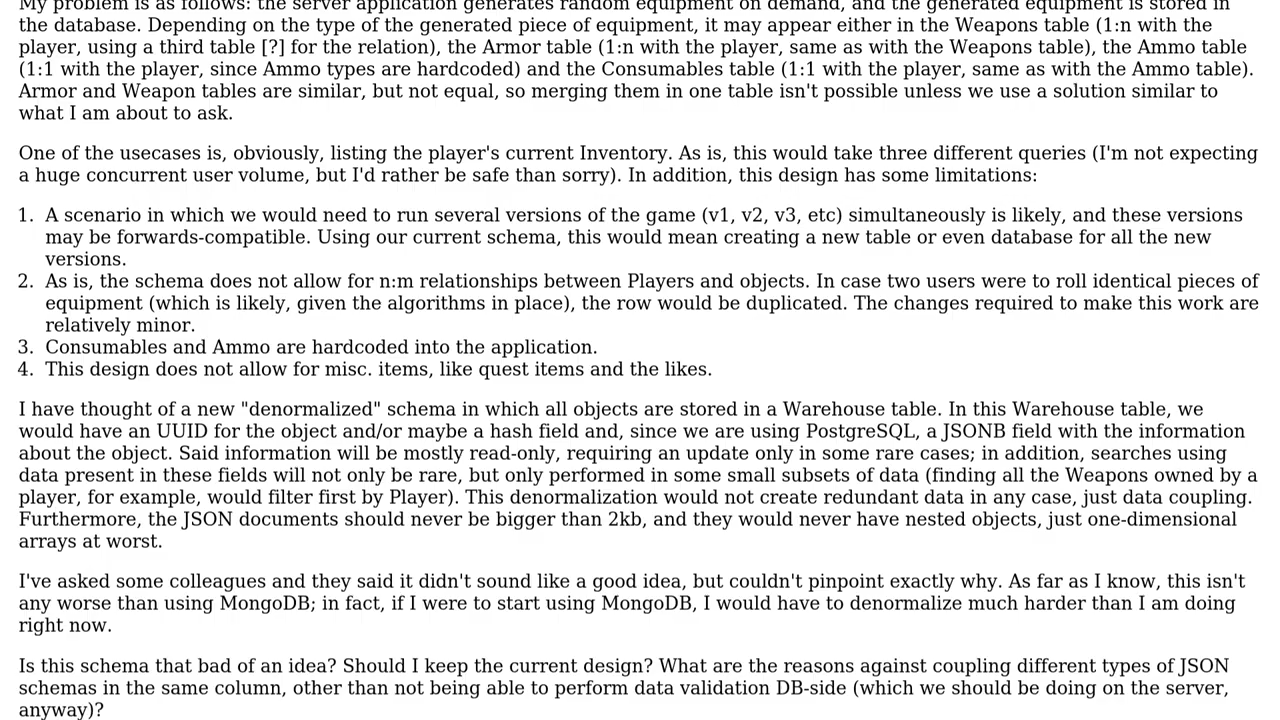 My problem is as follows: the server application generates random equipment on demand, and the generated equipment is stored in
the database. Depending on the type of the generated piece of equipment, it may appear either in the Weapons table (1:n with the
player, using a third table [?] for the relation), the Armor table (1:n with the player, same as with the Weapons table), the Ammo table
(1:1 with the player, since Ammo types are hardcoded) and the Consumables table (1:1 with the player, same as with the Ammo table).
Armor and Weapon tables are similar, but not equal, so merging them in one table isn't possible unless we use a solution similar to
what I am about to ask.
One of the usecases is, obviously, listing the player's current Inventory. As is, this would take three different queries (I'm not expecting
a huge concurrent user volume, but I'd rather be safe than sorry). In addition, this design has some limitations:
1. A scenario in which we would need to run several versions of the game (v1, v2, v3, etc) simultaneously is likely, and these versions
may be forwards-compatible. Using our current schema, this would mean creating a new table or even database for all the new
versions.
2. As is, the schema does not allow for n:m relationships between Players and objects. In case two users were to roll identical pieces of
equipment (which is likely, given the algorithms in place), the row would be duplicated. The changes required to make this work are
relatively minor.
3. Consumables and Ammo are hardcoded into the application.
4. This design does not allow for misc. items, like quest items and the likes.
I have thought of a new "denormalized" schema in which all objects are stored in a Warehouse table. In this Warehouse table, we
would have an UUID for the object and/or maybe a hash field and, since we are using PostgreSQL, a JSONB field with the information
about the object. Said information will be mostly read-only, requiring an update only in some rare cases; in addition, searches using
data present in these fields will not only be rare, but only performed in some small subsets of data (finding all the Weapons owned by a
player, for example, would filter first by Player). This denormalization would not create redundant data in any case, just data coupling.
Furthermore, the JSON documents should never be bigger than 2kb, and they would never have nested objects, just one-dimensional
arrays at worst.
I've asked some colleagues and they said it didn't sound like a good idea, but couldn't pinpoint exactly why. As far as I know, this isn't
any worse than using MongoDB; in fact, if I were to start using MongoDB, I would have to denormalize much harder than I am doing
right now.
Is this schema that bad of an idea? Should I keep the current design? What are the reasons against coupling different types of JSON
schemas in the same column, other than not being able to perform data validation DB-side (which we should be doing on the server,
anyway)?